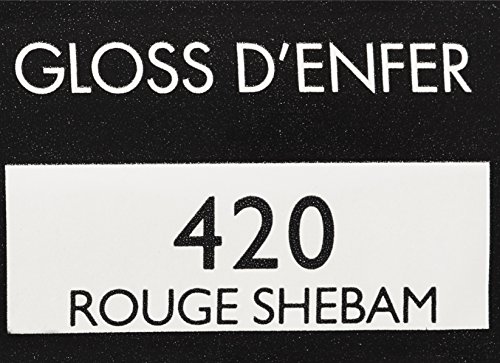 GLOSS D'ENFER
420
ROUGE SHEBAM